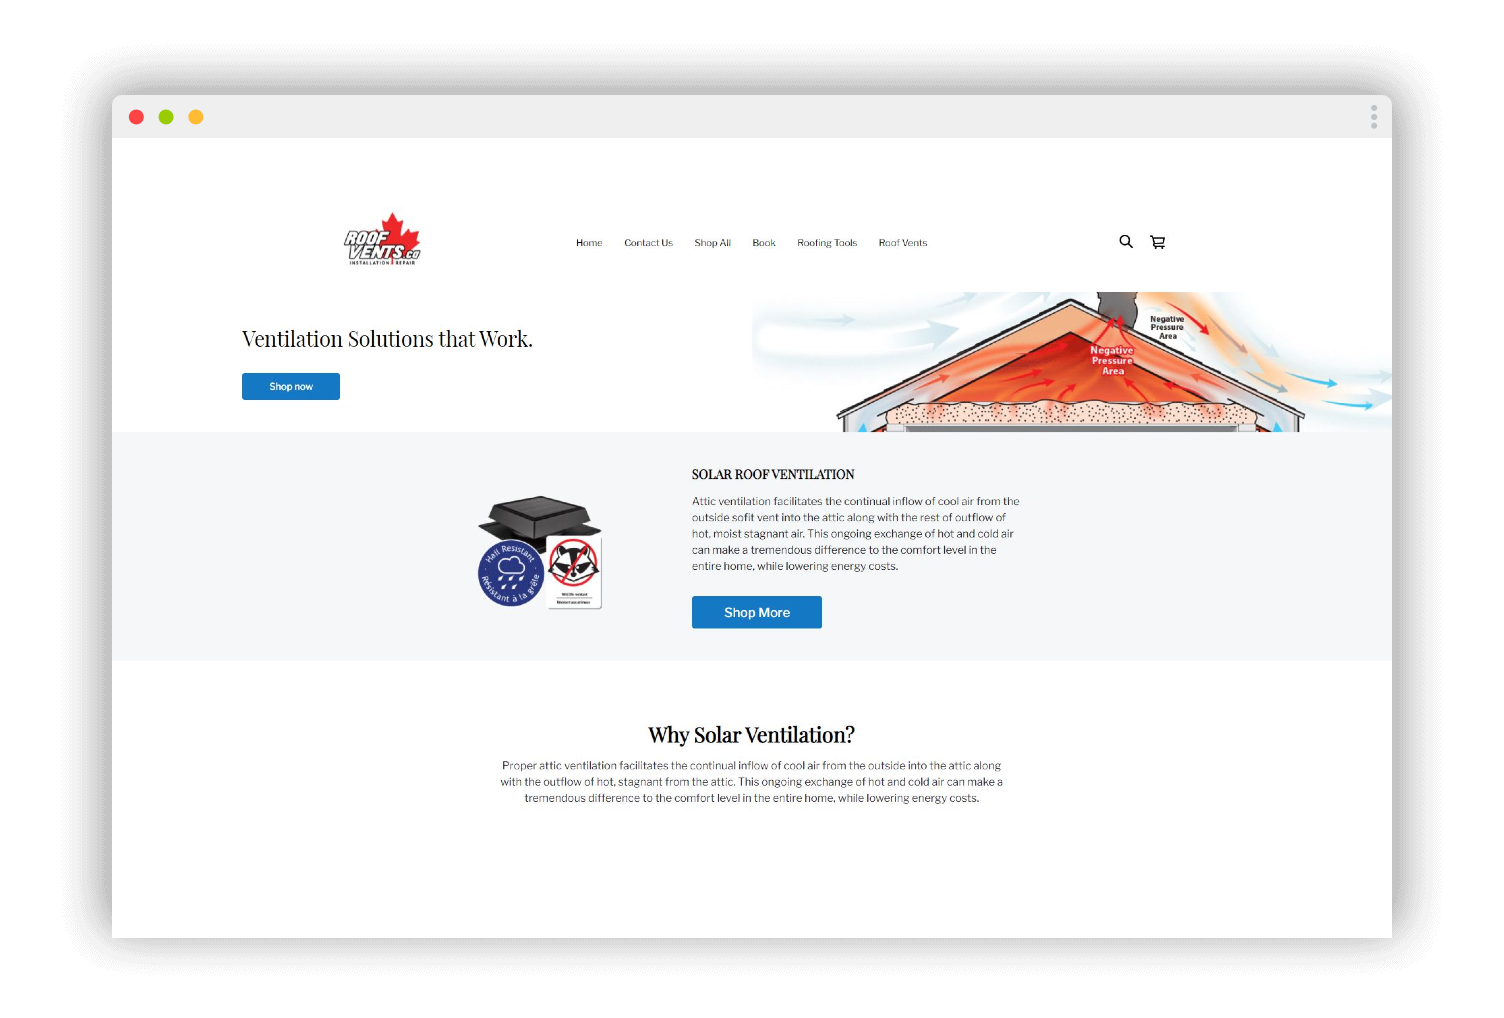 ROOF
VENTS.ca
INSTALLATION REPAIR
Home Contact Us Shop All Book Roofing Tools Roof Vents
Ventilation Solutions that Work.
Shop now
Negative
Pressure
Area
Negative
Pressure
Area
SOLAR ROOF VENTILATION
Attic ventilation facilitates the continual inflow of cool air from the
outside sofit vent into the attic along with the rest of outflow of
hot, moist stagnant air. This ongoing exchange of hot and cold air
can make a tremendous difference to the comfort level in the
entire home, while lowering energy costs.
Shop More
Hail Resistant
Résistant à la grêle
Why Solar Ventilation?
Proper attic ventilation facilitates the continual inflow of cool air from the outside into the attic along
with the outflow of hot, stagnant from the attic. This ongoing exchange of hot and cold air can make a
tremendous difference to the comfort level in the entire home, while lowering energy costs.